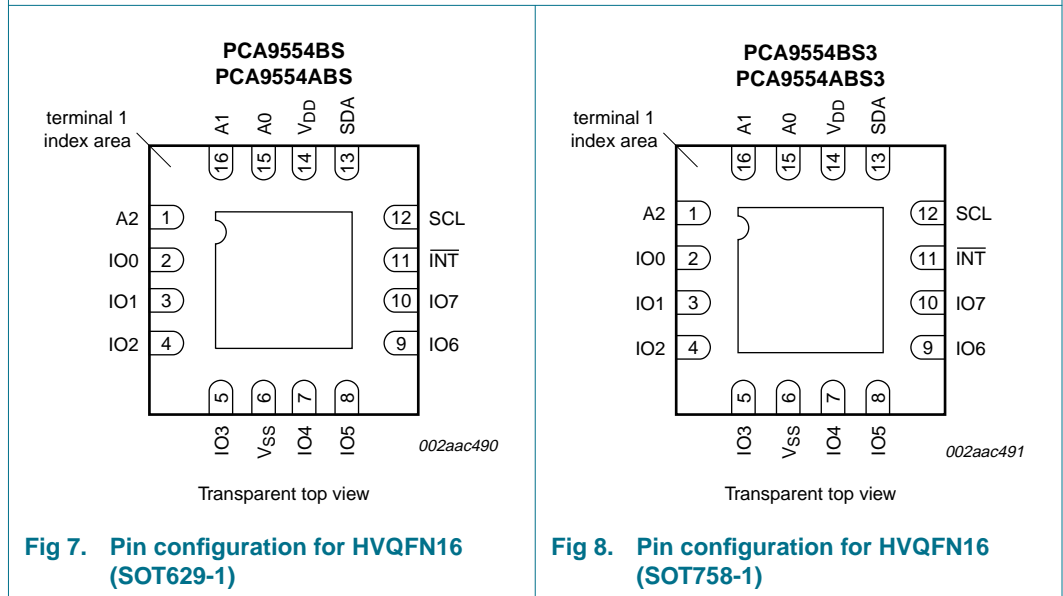 PCA9554BS
PCA9554ABS
terminal 1
index area
A1
A0
VDD
SDA
16
15
14
13
A2 1
12 SCL
IO0 2
11 INT
IO1 3
10 IO7
IO2 4
9 IO6
5
6
7
8
IO3
VSS
IO4
IO5
002aac490
Transparent top view
Fig 7. Pin configuration for HVQFN16
(SOT629-1)
PCA9554BS3
PCA9554ABS3
terminal 1
index area
A1
A0
VDD
SDA
16
15
14
13
A2 1
12 SCL
IO0 2
11 INT
IO1 3
10 IO7
IO2 4
9 IO6
5
6
7
8
IO3
VSS
IO4
IO5
002aac491
Transparent top view
Fig 8. Pin configuration for HVQFN16
(SOT758-1)